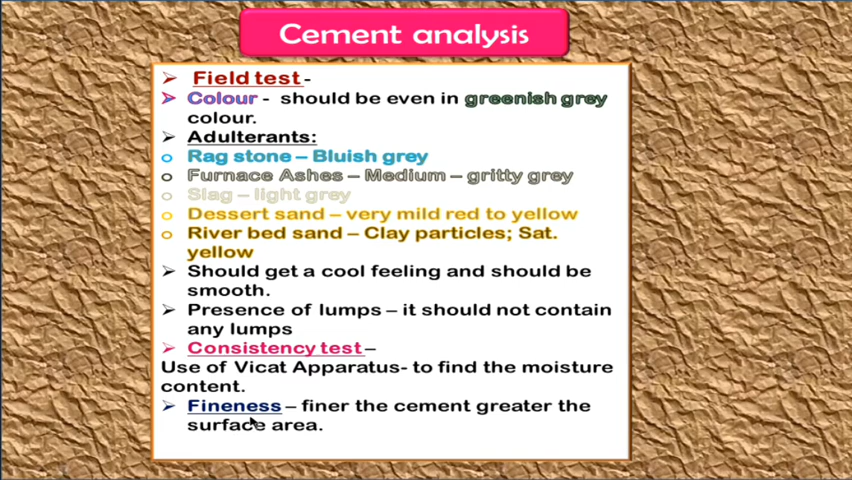 Cement analysis
Field test -
Colour - should be even in greenish grey
colour.
Adulterants:
Rag stone – Bluish grey
Furnace Ashes – Medium – gritty grey
Slag – light grey
Dessert sand – very mild red to yellow
River bed sand – Clay particles; Sat.
yellow
Should get a cool feeling and should be
smooth.
Presence of lumps – it should not contain
any lumps
Consistency test –
Use of Vicat Apparatus- to find the moisture
content.
Fineness – finer the cement greater the
surface area.